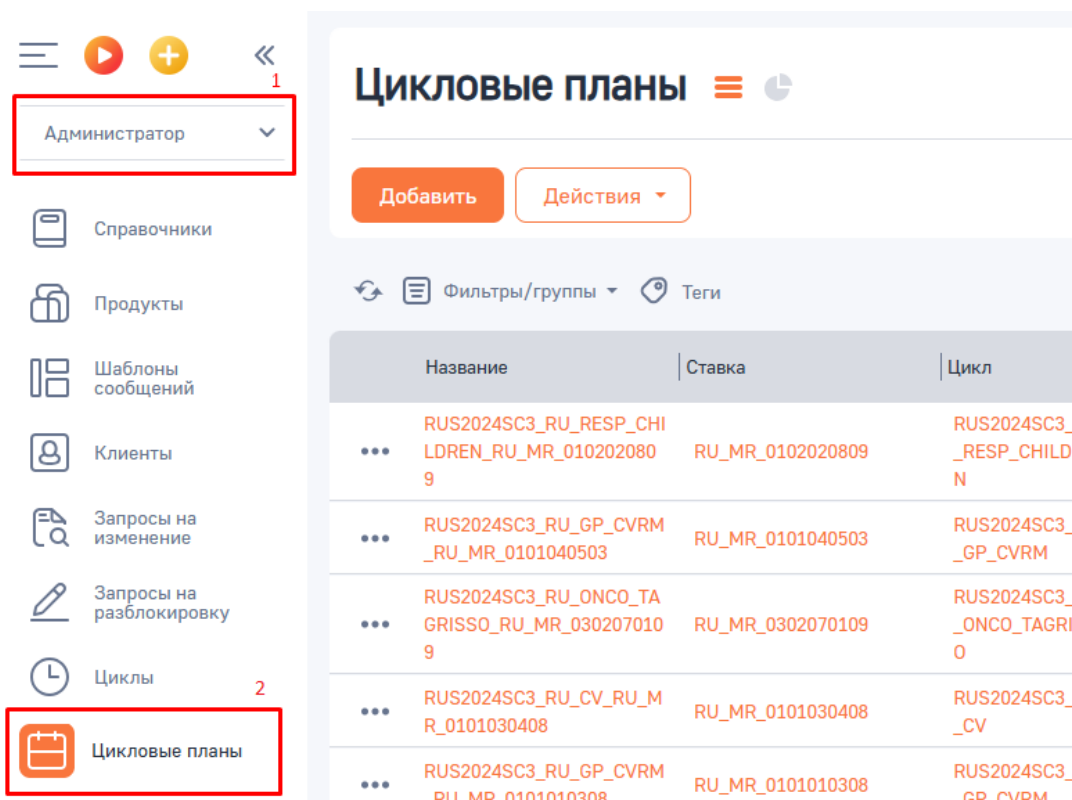 1
Администратор
Справочники
Продукты
Шаблоны
сообщений
Клиенты
Запросы на
изменение
Запросы на
разблокировку
Циклы
2
Цикловые планы
Цикловые планы
Добавить
Действия
Фильтры/группы
Теги
Название Ставка Цикл
RUS2024SC3_RU_RESP_CHI RUS2024SC3_
LDREN_RU_MR_010202080 RU_MR_0102020809 _RESP_CHILD
9 N
RUS2024SC3_RU_GP_CVRM RUS2024SC3_
_RU_MR_0101040503 RU_MR_0101040503 _GP_CVRM
RUS2024SC3_RU_ONCO_TA RUS2024SC3_
GRISSO_RU_MR_030207010 RU_MR_0302070109 _ONCO_TAGRI
9 O
RUS2024SC3_RU_CV_RU_M RUS2024SC3_
R_0101030408 RU_MR_0101030408 _CV
RUS2024SC3_RU_GP_CVRM RUS2024SC3_
_RU_MR_0101010308 RU_MR_0101010308 _GP_CVRM